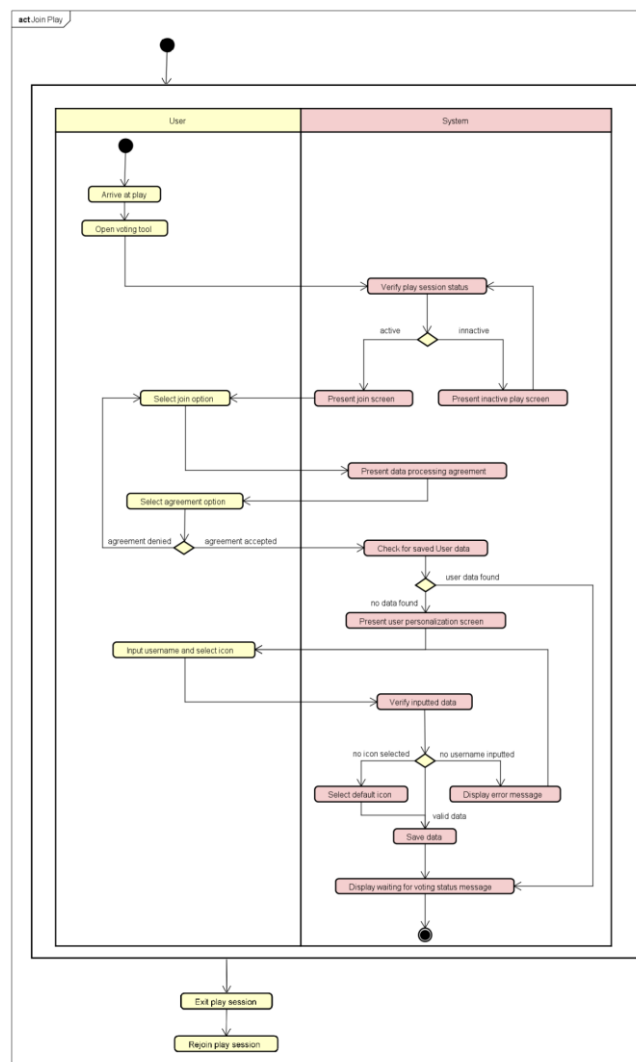 act Join Play
User
System
Arrive at play
Open voting tool
Verify play session status
active
innactive
Select join option
Present join screen
Present inactive play screen
Present data processing agreement
Select agreement option
agreement denied
agreement accepted
Check for saved User data
user data found
no data found
Present user personalization screen
Input username and select icon
Verify inputted data
no icon selected
no username inputted
Select default icon
Display error message
valid data
Save data
Display waiting for voting status message
Exit play session
Rejoin play session